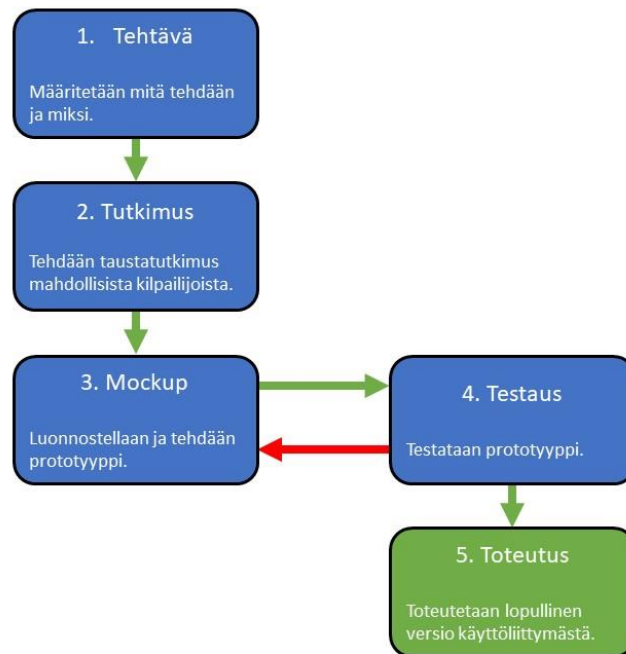 1. Tehtävä
Määritetään mitä tehdään
ja miksi.
2. Tutkimus
Tehdään taustatutkimus
mahdollisista kilpailijoista.
3. Mockup
Luonnostellaan ja tehdään
prototyyppi.
4. Testaus
Testataan prototyyppi.
5. Toteutus
Toteutetaan lopullinen
versio käyttöliittymästä.